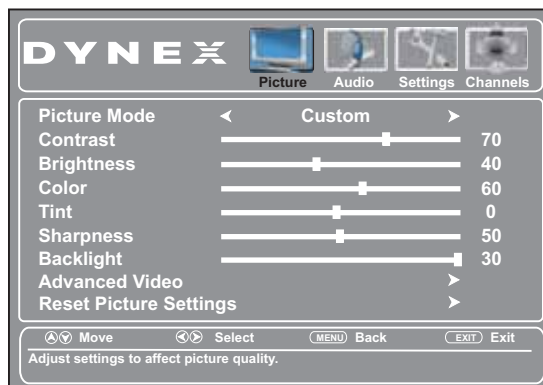 DYNEX
Picture Audio Settings Channels
Picture Mode Custom
Contrast 70
Brightness 40
Color 60
Tint 0
Sharpness 50
Backlight 30
Advanced Video
Reset Picture Settings
Move Select MENU Back EXIT Exit
Adjust settings to affect picture quality.